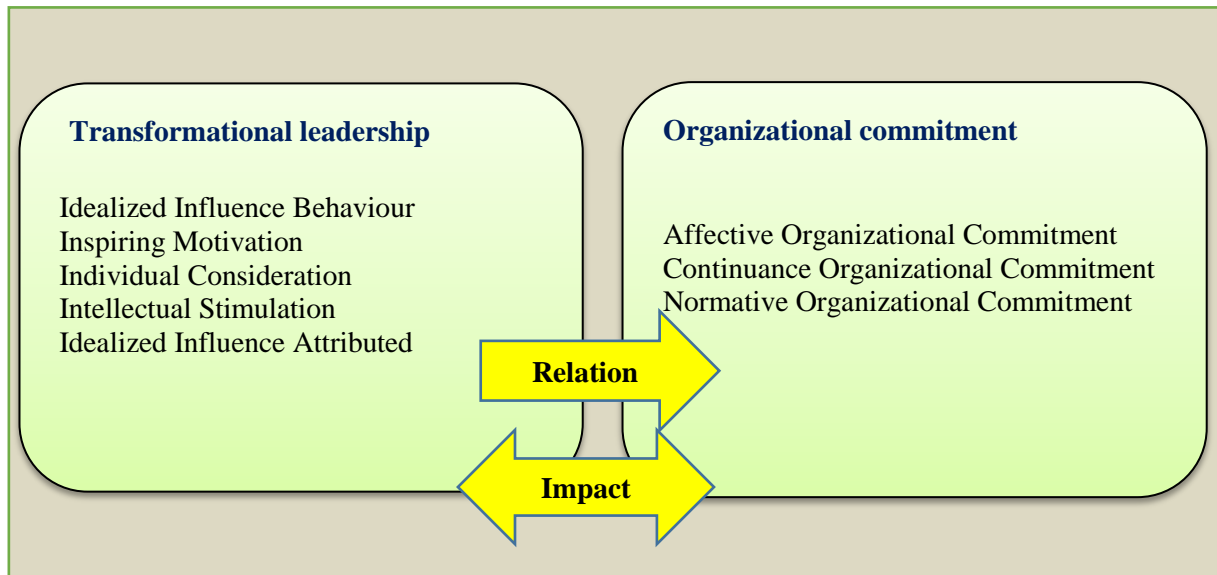 Transformational leadership
Idealized Influence Behaviour
Inspiring Motivation
Individual Consideration
Intellectual Stimulation
Idealized Influence Attributed
Organizational commitment
Affective Organizational Commitment
Continuance Organizational Commitment
Normative Organizational Commitment
Relation
Impact